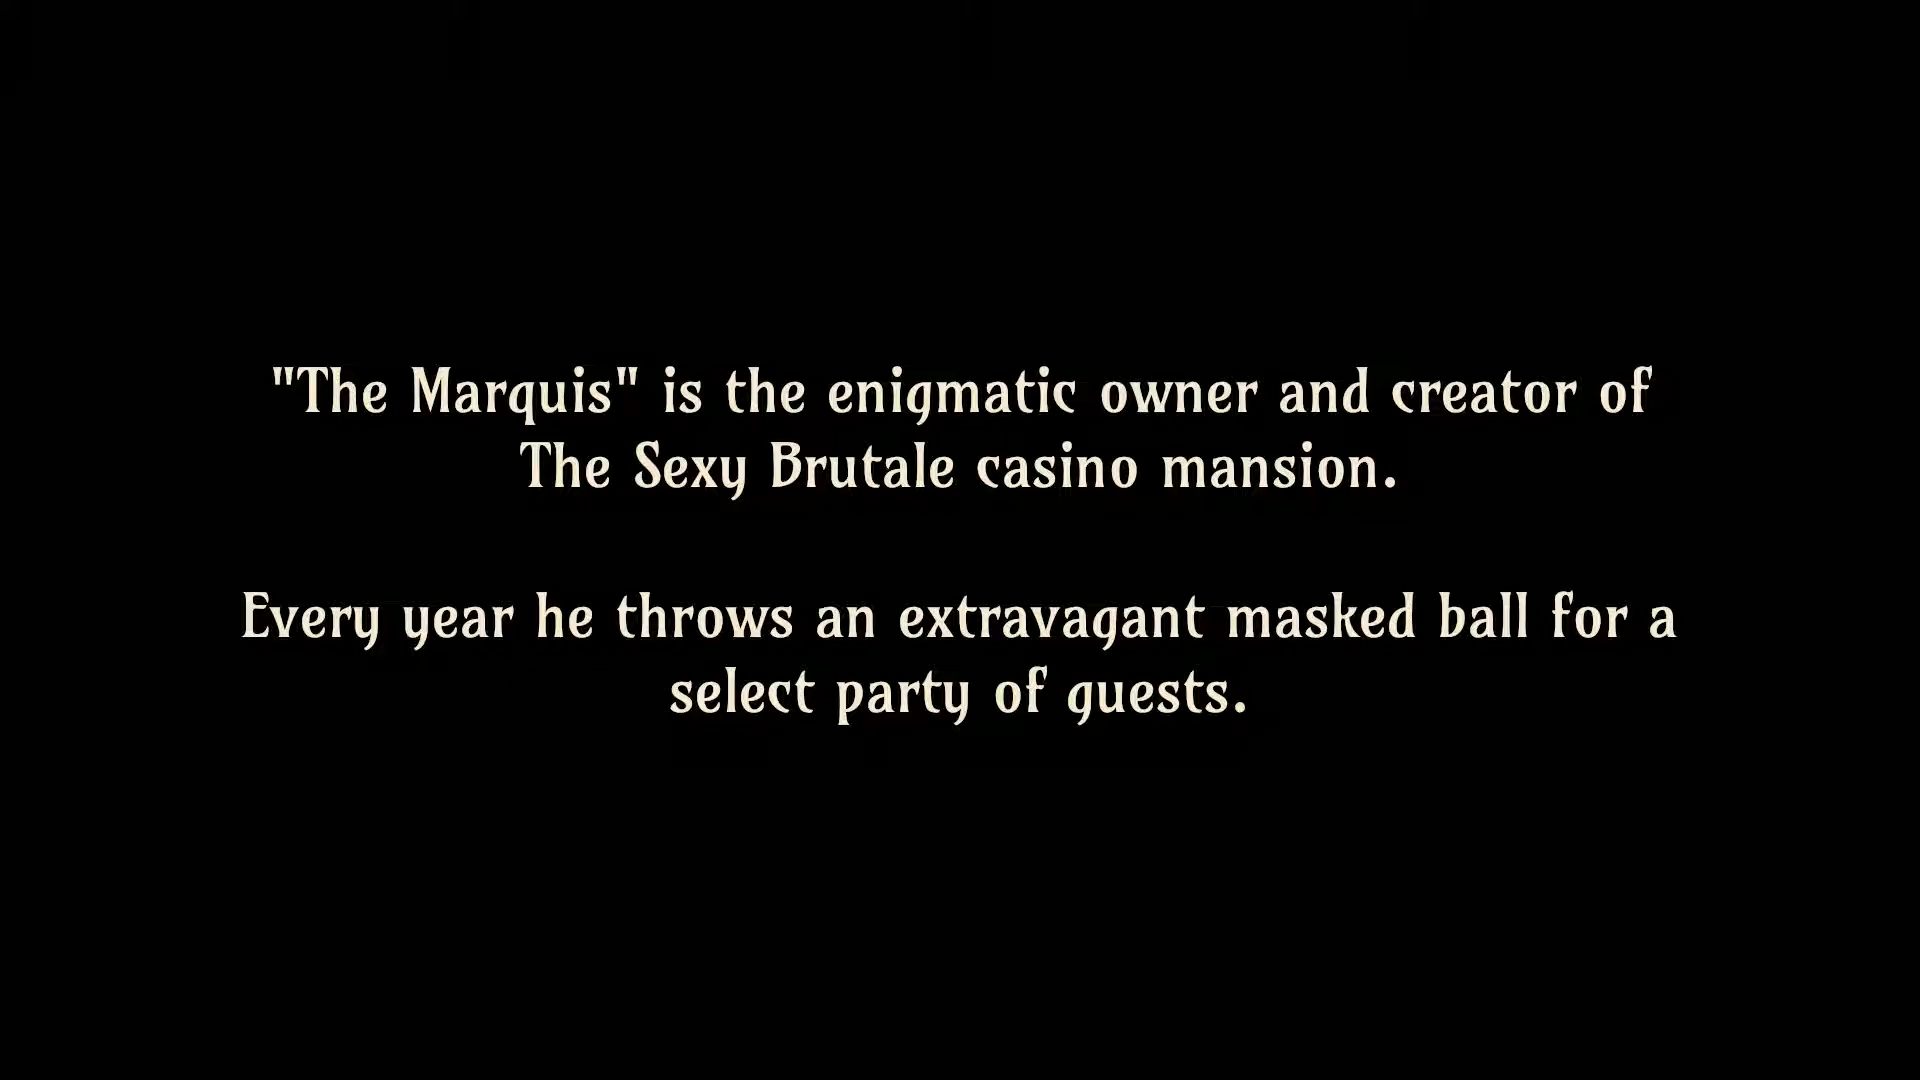 "The Marquis" is the enigmatic owner and creator of
The Sexy Brutale casino mansion.
Every year he throws an extravagant masked ball for a
select party of guests.